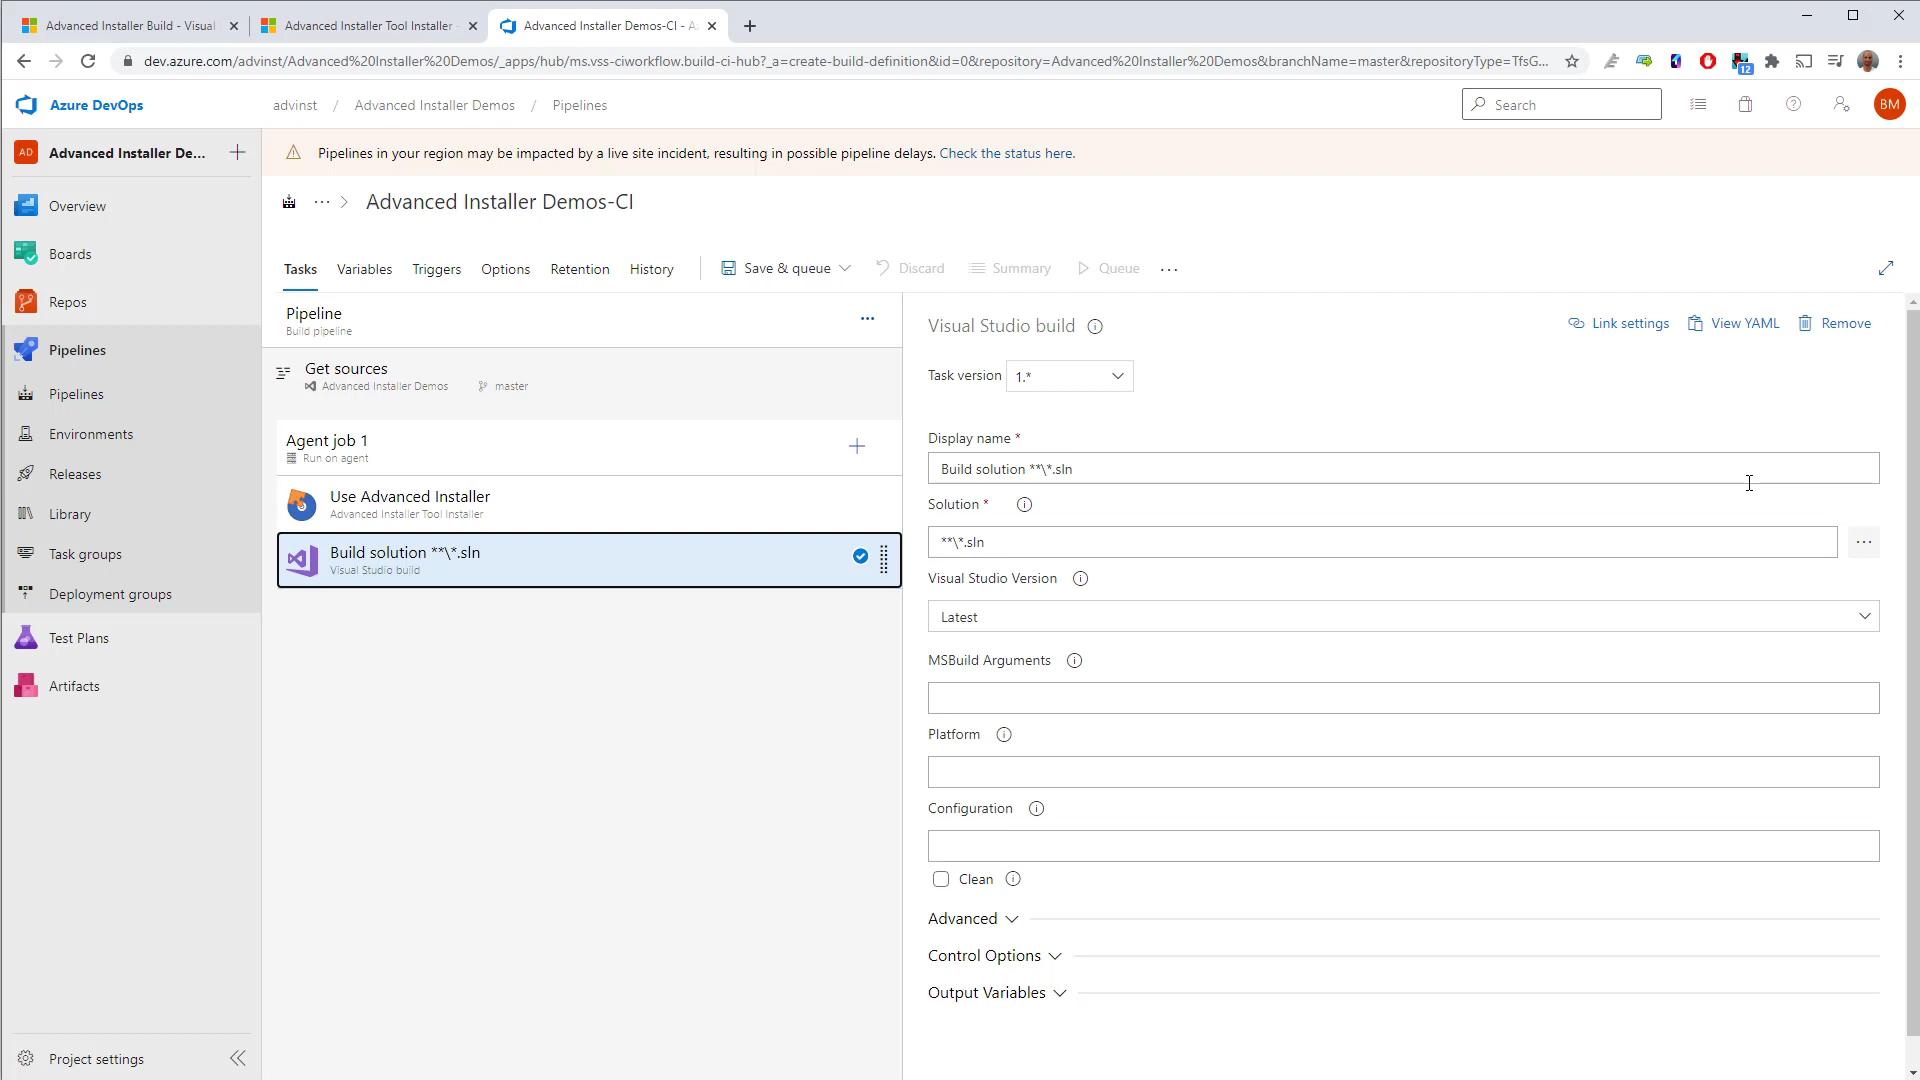 Advanced Installer Build - Visual
Advanced Installer Tool Installer -
Advanced Installer Demos-CI - A
dev.azure.com/advinst/Advanced%20Installer%20Demos/_apps/hub/ms.vss-ciworkflow.build-ci-hub?_a=create-build-definition&id=0&repository=Advanced%20Installer%20Demos&branchName=master&repositoryType=TfsG...
12
Azure DevOps
advinst / Advanced Installer Demos / Pipelines
Search
BM
AD
Advanced Installer De...
Pipelines in your region may be impacted by a live site incident, resulting in possible pipeline delays. Check the status here.
Overview
Boards
Repos
Pipelines
Pipelines
Environments
Releases
Library
Task groups
Deployment groups
Test Plans
Artifacts
Project settings
Advanced Installer Demos-CI
Tasks
Variables
Triggers
Options
Retention
History
Save & queue
Discard
Summary
Queue
Pipeline
Build pipeline
Get sources
Advanced Installer Demos
master
Agent job 1
Run on agent
Use Advanced Installer
Advanced Installer Tool Installer
Build solution **\*.sln
Visual Studio build
Visual Studio build
Link settings
View YAML
Remove
Task version
1.*
Display name *
Build solution **\*.sln
Solution *
**\*.sln
Visual Studio Version
Latest
MSBuild Arguments
Platform
Configuration
Clean
Advanced
Control Options
Output Variables